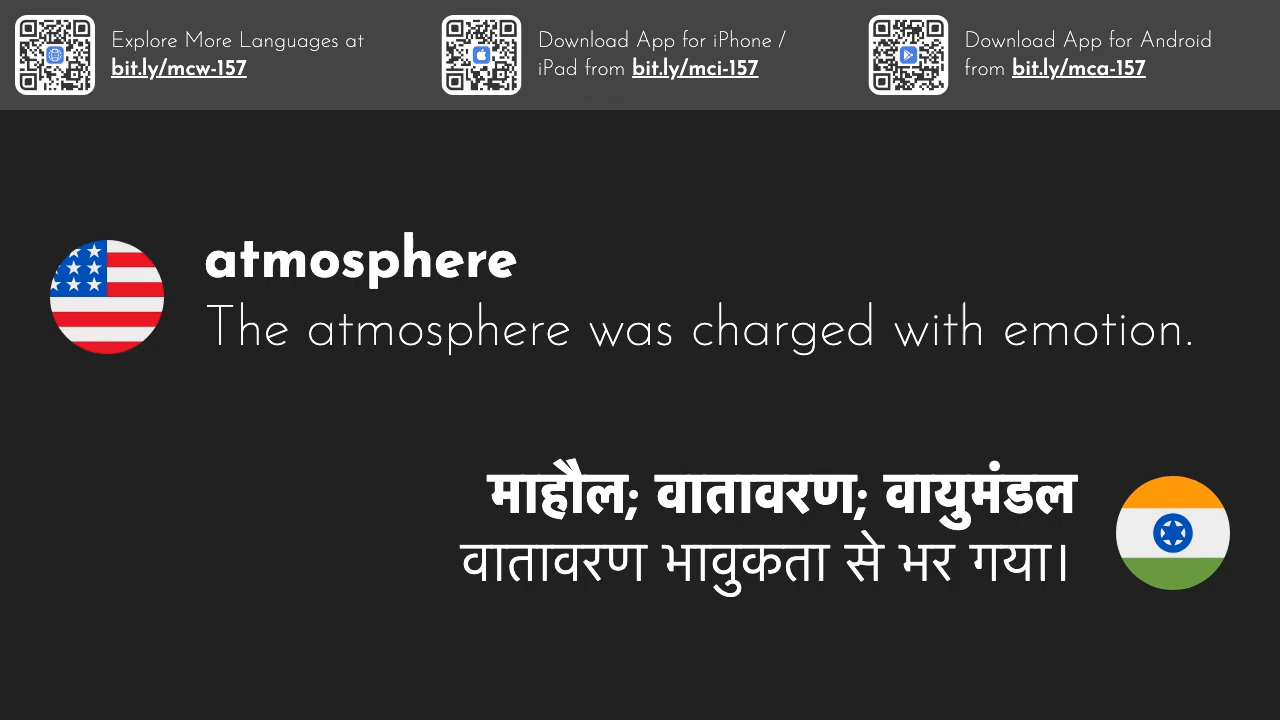 Explore More Languages at
bit.ly/mcw-157
Download App for iPhone /
iPad from bit.ly/mci-157
Download App for Android
from bit.ly/mca-157
atmosphere
The atmosphere was charged with emotion.
माहौल; वातावरण; वायुमंडल
वातावरण भावुकता से भर गया।